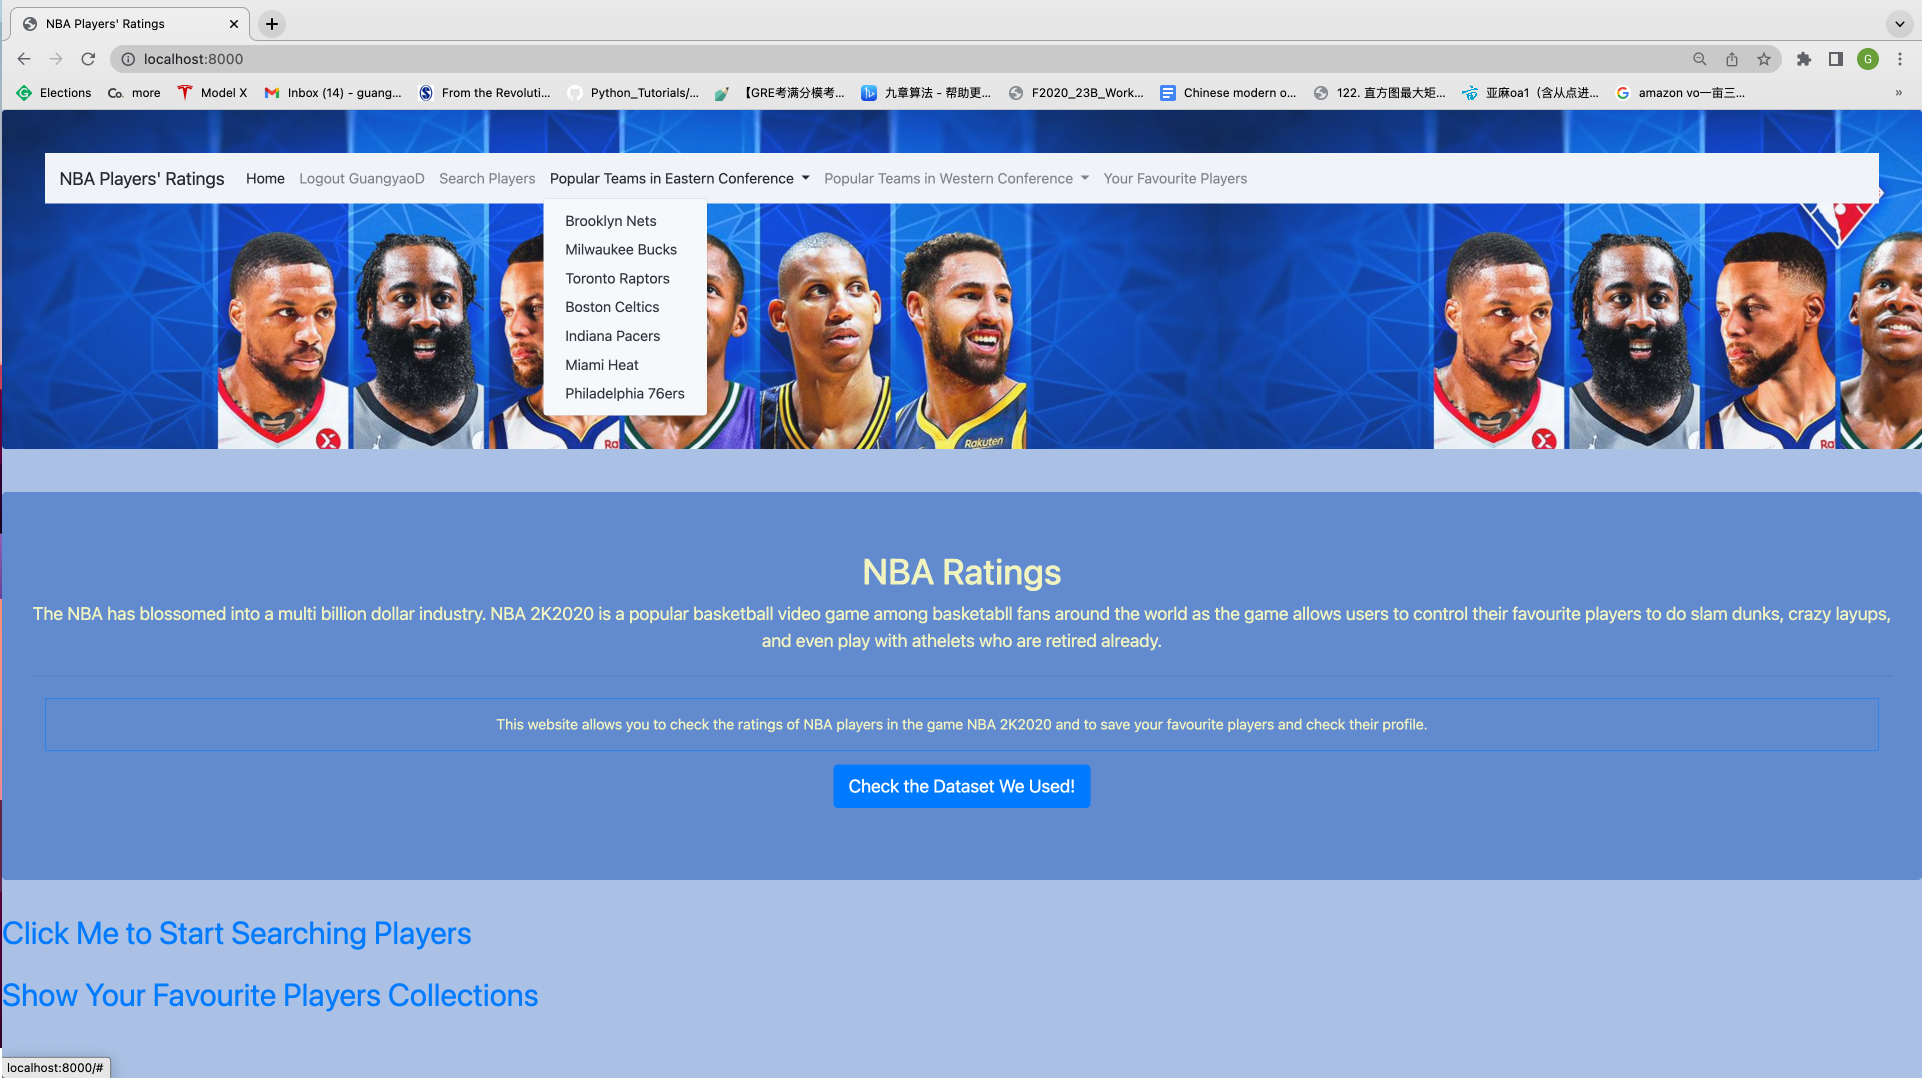 NBA Players' Ratings
localhost:8000
G
Elections
Co. more
Model X
Inbox (14) - guang...
From the Revoluti...
Python_Tutorials/...
【GRE考满分模考...
九章算法 - 帮助更...
F2020_23B_Work...
Chinese modern o...
122. 直方图最大矩...
亚麻oa1（含从点进...
amazon vo一亩三...
»
NBA Players' Ratings
Home
Logout GuangyaoD
Search Players
Popular Teams in Eastern Conference
Popular Teams in Western Conference
Your Favourite Players
Brooklyn Nets
Milwaukee Bucks
Toronto Raptors
Boston Celtics
Indiana Pacers
Miami Heat
Philadelphia 76ers
Ra
Rakuten
Ra
NBA Ratings
The NBA has blossomed into a multi billion dollar industry. NBA 2K2020 is a popular basketball video game among basketabll fans around the world as the game allows users to control their favourite players to do slam dunks, crazy layups,
and even play with athelets who are retired already.
This website allows you to check the ratings of NBA players in the game NBA 2K2020 and to save your favourite players and check their profile.
Check the Dataset We Used!
Click Me to Start Searching Players
Show Your Favourite Players Collections
localhost:8000/#